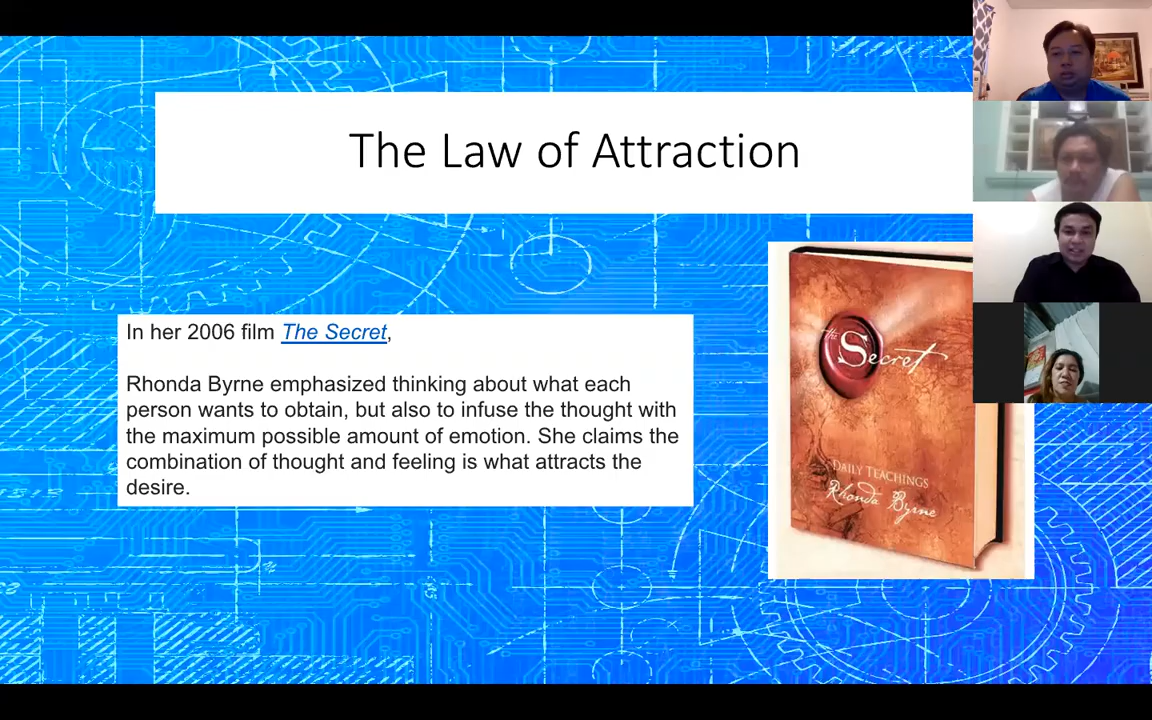 The Law of Attraction
In her 2006 film The Secret,
Rhonda Byrne emphasized thinking about what each
person wants to obtain, but also to infuse the thought with
the maximum possible amount of emotion. She claims the
combination of thought and feeling is what attracts the
desire.
the Secret
DAILY TEACHINGS
Rhonda Byrne